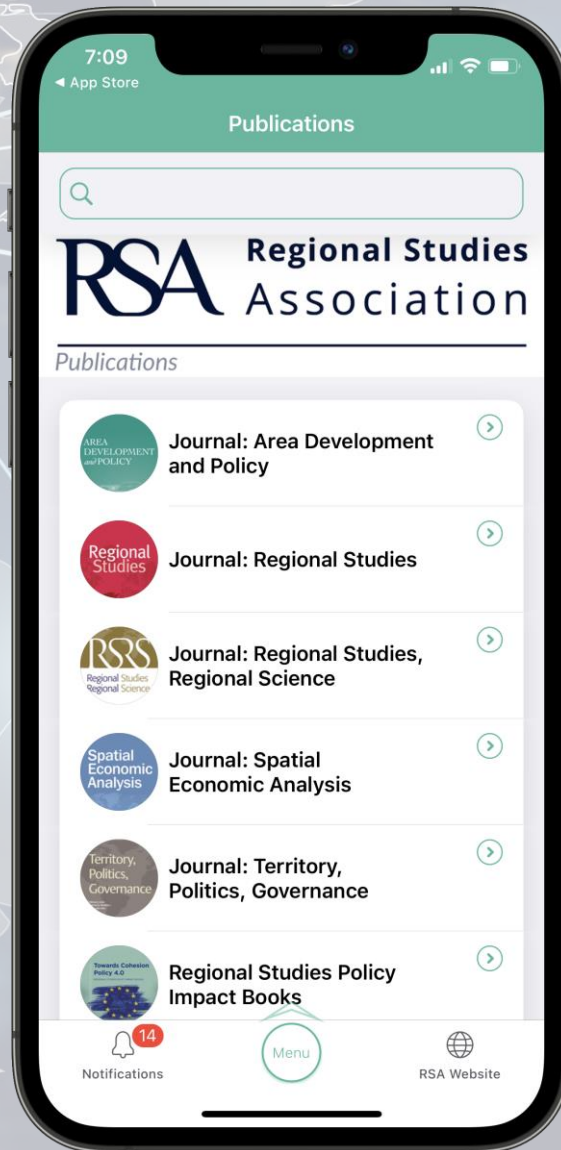 7:09
◀ App Store
Publications
RSA Regional Studies
Association
Publications
AREA
DEVELOPMENT
and POLICY
Journal: Area Development
and Policy
Regional
Studies
Journal: Regional Studies
RSRS
Regional Studies
Regional Science
Journal: Regional Studies,
Regional Science
Spatial
Economic
Analysis
Journal: Spatial
Economic Analysis
Territory,
Politics,
Governance
Journal: Territory,
Politics, Governance
Towards Cohesion
Policy 4.0
Regional Studies Policy
Impact Books
14
Notifications
Menu
RSA Website